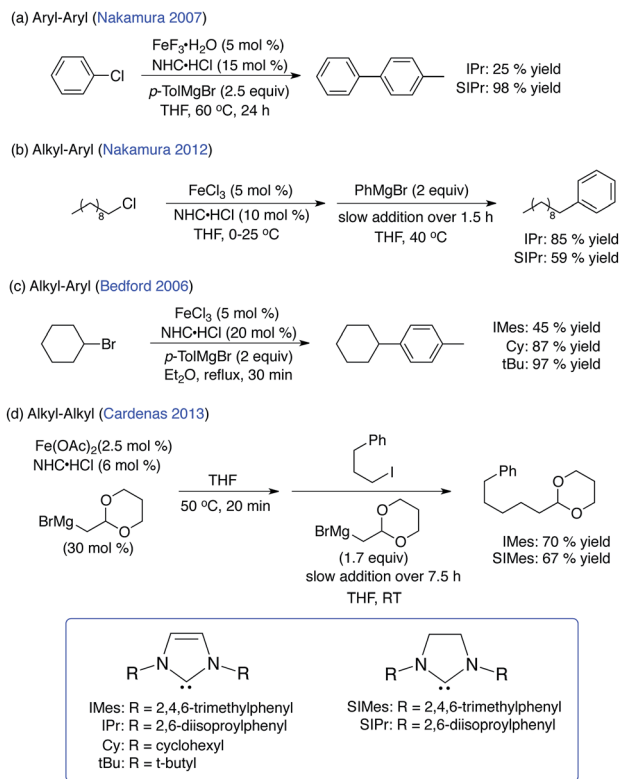 (a) Aryl-Aryl (Nakamura 2007)
Cl
FeF3•H2O (5 mol %)
NHC•HCl (15 mol %)
p-TolMgBr (2.5 equiv)
THF, 60 ºC, 24 h
IPr: 25 % yield
SIPr: 98 % yield
(b) Alkyl-Aryl (Nakamura 2012)
8
Cl
FeCl3 (5 mol %)
NHC•HCl (10 mol %)
THF, 0-25 ºC
PhMgBr (2 equiv)
slow addition over 1.5 h
THF, 40 ºC
8
IPr: 85 % yield
SIPr: 59 % yield
(c) Alkyl-Aryl (Bedford 2006)
Br
FeCl3 (5 mol %)
NHC•HCl (20 mol %)
p-TolMgBr (2 equiv)
Et2O, reflux, 30 min
IMes: 45 % yield
Cy: 87 % yield
tBu: 97 % yield
(d) Alkyl-Alkyl (Cardenas 2013)
Fe(OAc)2(2.5 mol %)
NHC•HCl (6 mol %)
BrMg
O
O
(30 mol %)
THF
50 ºC, 20 min
Ph
I
BrMg
O
O
(1.7 equiv)
slow addition over 7.5 h
THF, RT
Ph
O
O
IMes: 70 % yield
SIMes: 67 % yield
R N N R
IMes: R = 2,4,6-trimethylphenyl
IPr: R = 2,6-diisoproylphenyl
Cy: R = cyclohexyl
tBu: R = t-butyl
R N N R
SIMes: R = 2,4,6-trimethylphenyl
SIPr: R = 2,6-diisoproylphenyl